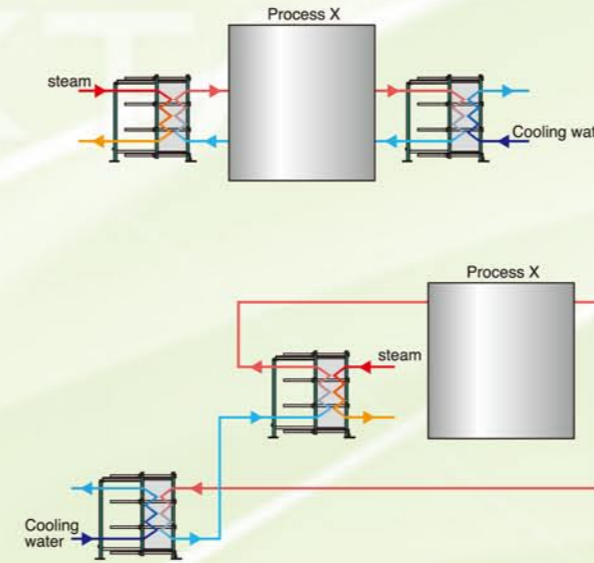 Process X
steam
Cooling wat
Process X
steam
Cooling
water